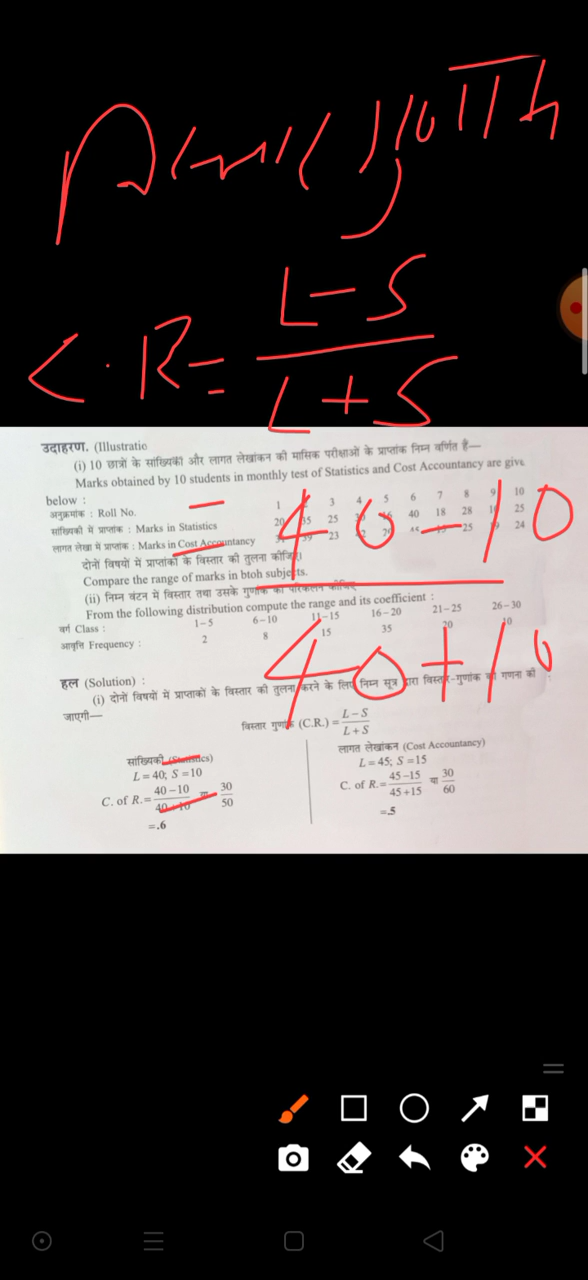 C.R = L-S
L+S
उदाहरण. (Illustratio
(i) 10 छात्रों के सांख्यिकी और लागत लेखांकन की मासिक परीक्षाओं के प्राप्तांक निम्न वर्णित हैं—
Marks obtained by 10 students in monthly test of Statistics and Cost Accountancy are give
below :
अनुक्रमांक : Roll No. 1 3 4 5 6 7 8 9 10
सांख्यिकी में प्राप्तांक : Marks in Statistics 20 35 25 40 18 28 25
लागत लेखा में प्राप्तांक : Marks in Cost Accountancy 39 23 25 24
40-10
दोनों विषयों में प्राप्तांकों के विस्तार की तुलना कीजिए।
Compare the range of marks in btoh subjects.
(ii) निम्न वंटन में विस्तार तथा उसके गुणांक का परिकलन कीजिए
From the following distribution compute the range and its coefficient :
वर्ग Class : 1–5 6–10 11–15 16–20 21–25 26–30
आवृत्ति Frequency : 2 8 15 35 20 10
40+10
हल (Solution) :
(i) दोनों विषयों में प्राप्ताकों के विस्तार की तुलना करने के लिए निम्न सूत्र द्वारा विस्तार-गुणांक की गणना की
जाएगी—
विस्तार गुणांक (C.R.) = L–S
L+S
सांख्यिकी (Statistics)
L = 40; S =10
C. of R.= 40–10 या 30
40+10 50
=.6
लागत लेखांकन (Cost Accountancy)
L = 45; S =15
C. of R.= 45–15 या 30
45+15 60
=.5